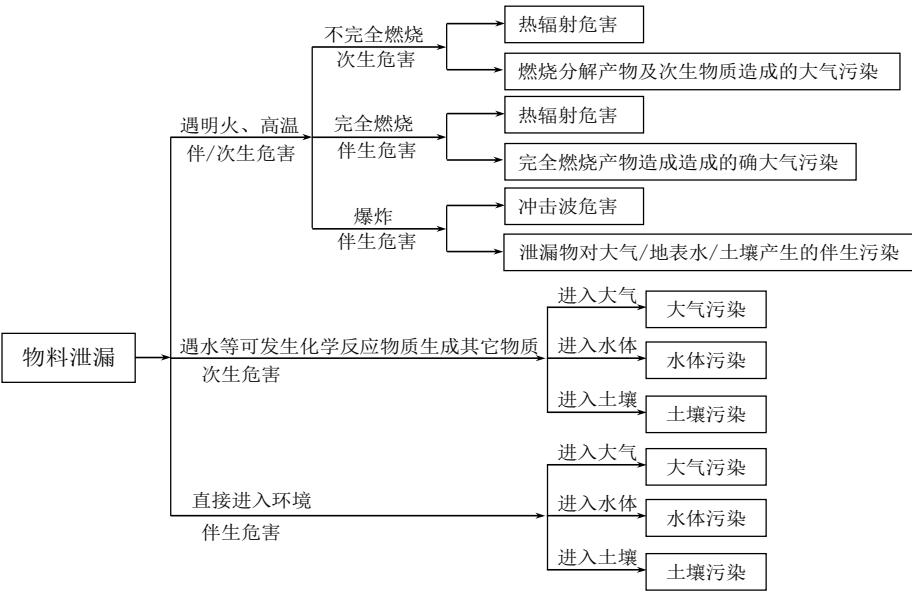 物料泄漏
遇明火、高温
伴/次生危害
不完全燃烧
次生危害
热辐射危害
燃烧分解产物及次生物质造成的大气污染
完全燃烧
伴生危害
热辐射危害
完全燃烧产物造成造成的确大气污染
爆炸
伴生危害
冲击波危害
泄漏物对大气/地表水/土壤产生的伴生污染
遇水等可发生化学反应物质生成其它物质
次生危害
进入大气
大气污染
进入水体
水体污染
进入土壤
土壤污染
直接进入环境
伴生危害
进入大气
大气污染
进入水体
水体污染
进入土壤
土壤污染